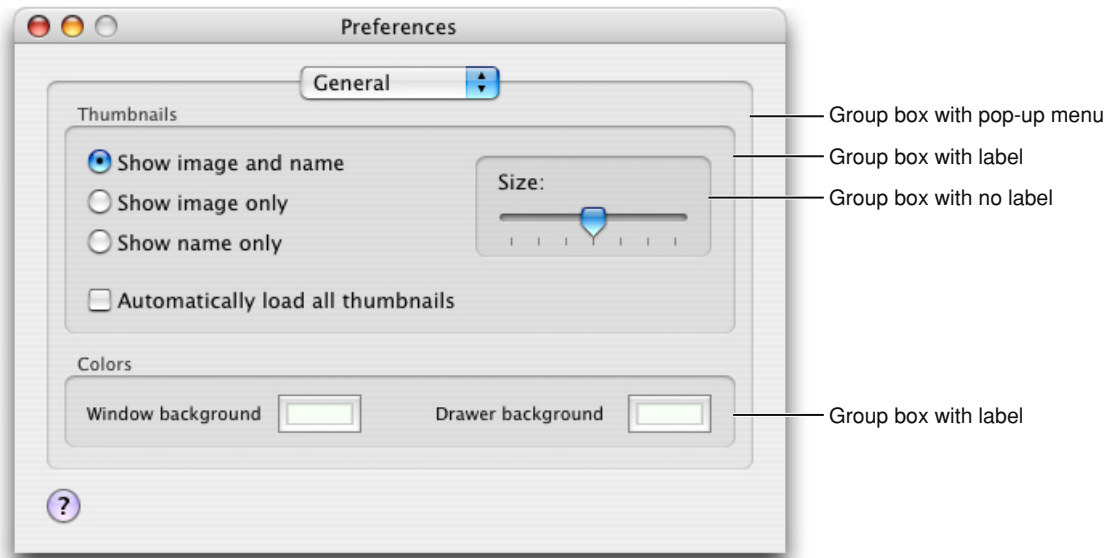 Preferences
General
Thumbnails
Group box with pop-up menu
Show image and name
Size:
Group box with label
Show image only
Group box with no label
Show name only
Automatically load all thumbnails
Colors
Window background
Drawer background
Group box with label
?